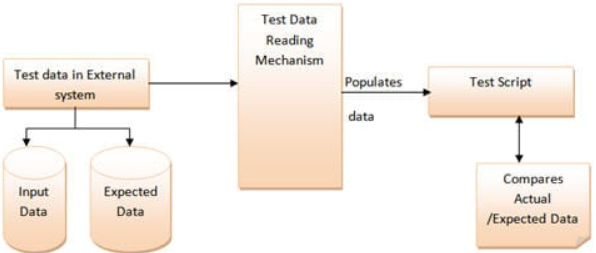 Test data in External
system
Input
Data
Expected
Data
Test Data
Reading
Mechanism
Populates
data
Test Script
Compares
Actual
/Expected Data